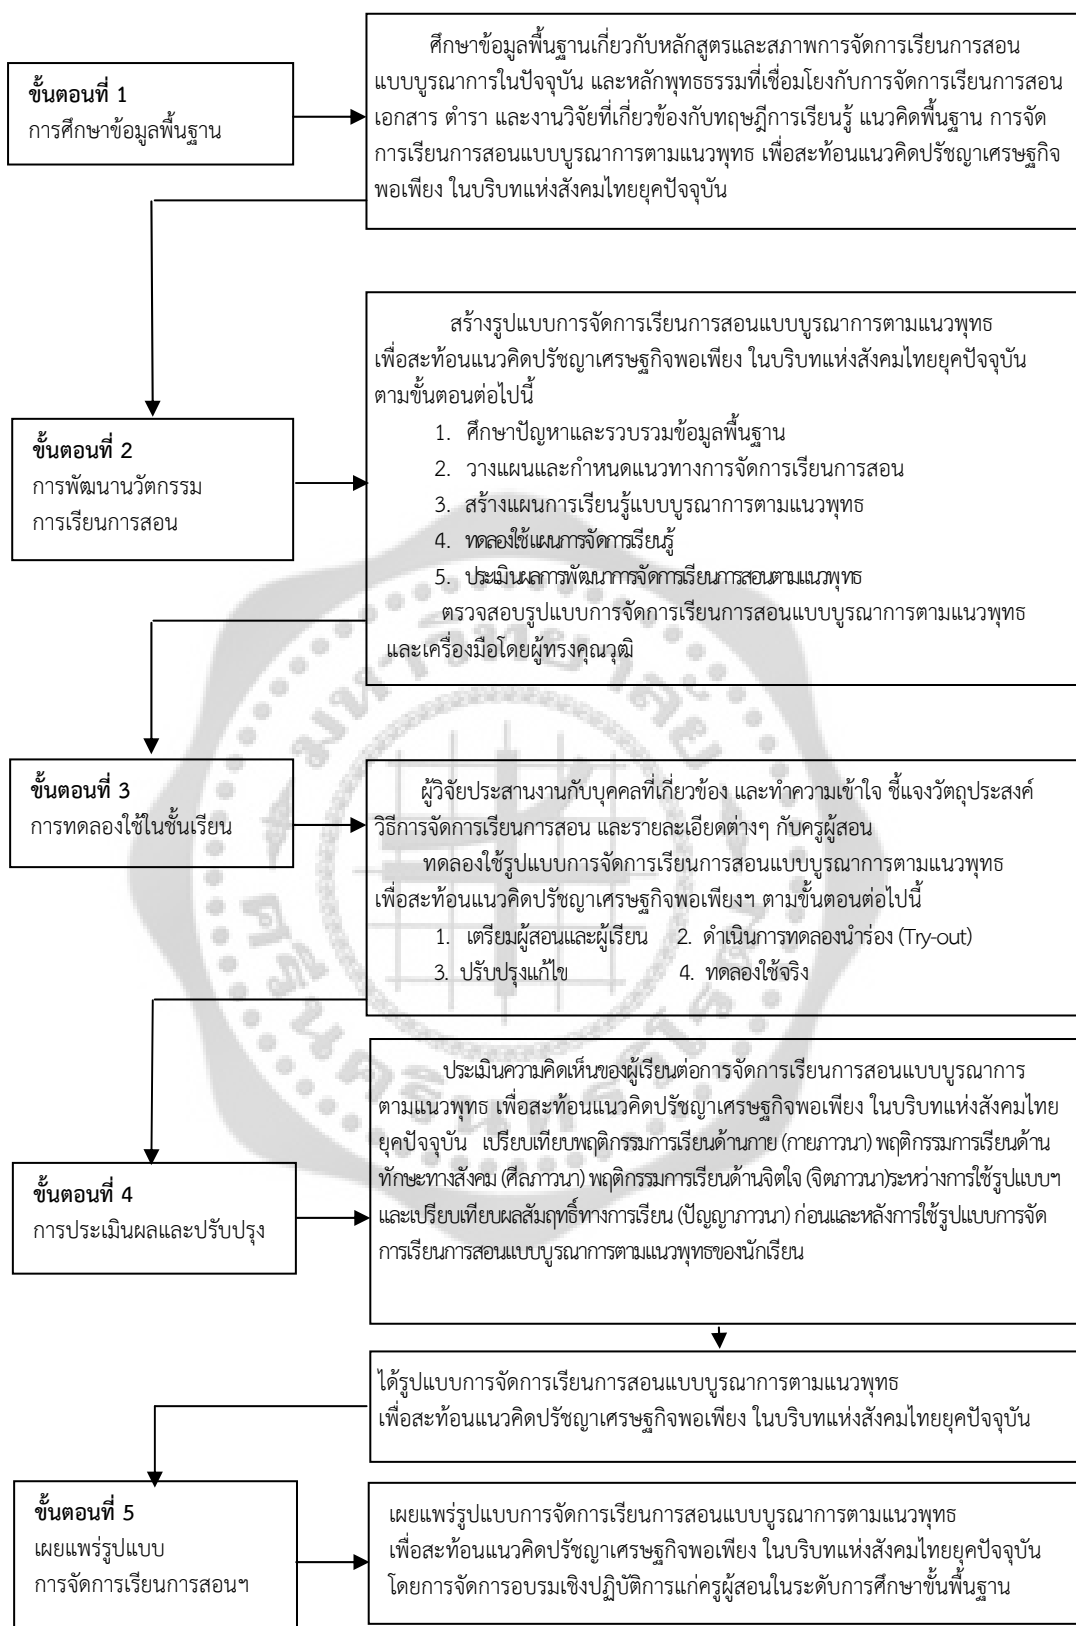 ขั้นตอนที่ 1
การศึกษาข้อมูลพื้นฐาน
ศึกษาข้อมูลพื้นฐานเกี่ยวกับหลักสูตรและสภาพการจัดการเรียนการสอน
แบบบูรณาการในปัจจุบัน และหลักพุทธธรรมที่เชื่อมโยงกับการจัดการเรียนการสอน
เอกสาร ตำรา และงานวิจัยที่เกี่ยวข้องกับทฤษฎีการเรียนรู้ แนวคิดพื้นฐาน การจัด
การเรียนการสอนแบบบูรณาการตามแนวพุทธ เพื่อสะท้อนแนวคิดปรัชญาเศรษฐกิจ
พอเพียง ในบริบทแห่งสังคมไทยยุคปัจจุบัน
ขั้นตอนที่ 2
การพัฒนานวัตกรรม
การเรียนการสอน
สร้างรูปแบบการจัดการเรียนการสอนแบบบูรณาการตามแนวพุทธ
เพื่อสะท้อนแนวคิดปรัชญาเศรษฐกิจพอเพียง ในบริบทแห่งสังคมไทยยุคปัจจุบัน
ตามขั้นตอนต่อไปนี้
1. ศึกษาปัญหาและรวบรวมข้อมูลพื้นฐาน
2. วางแผนและกำหนดแนวทางการจัดการเรียนการสอน
3. สร้างแผนการเรียนรู้แบบบูรณาการตามแนวพุทธ
4. ทดลองใช้แผนการจัดการเรียนรู้
5. ประเมินผลการพัฒนาการจัดการเรียนการสอนตามแนวพุทธ
ตรวจสอบรูปแบบการจัดการเรียนการสอนแบบบูรณาการตามแนวพุทธ
และเครื่องมือโดยผู้ทรงคุณวุฒิ
ขั้นตอนที่ 3
การทดลองใช้ในชั้นเรียน
ผู้วิจัยประสานงานกับบุคคลที่เกี่ยวข้อง และทำความเข้าใจ ชี้แจงวัตถุประสงค์
วิธีการจัดการเรียนการสอน และรายละเอียดต่างๆ กับครูผู้สอน
ทดลองใช้รูปแบบการจัดการเรียนการสอนแบบบูรณาการตามแนวพุทธ
เพื่อสะท้อนแนวคิดปรัชญาเศรษฐกิจพอเพียงฯ ตามขั้นตอนต่อไปนี้
1. เตรียมผู้สอนและผู้เรียน 2. ดำเนินการทดลองนำร่อง (Try-out)
3. ปรับปรุงแก้ไข 4. ทดลองใช้จริง
ขั้นตอนที่ 4
การประเมินผลและปรับปรุง
ประเมินความคิดเห็นของผู้เรียนต่อการจัดการเรียนการสอนแบบบูรณาการ
ตามแนวพุทธ เพื่อสะท้อนแนวคิดปรัชญาเศรษฐกิจพอเพียง ในบริบทแห่งสังคมไทย
ยุคปัจจุบัน เปรียบเทียบพฤติกรรมการเรียนด้านกาย (กายภาวนา) พฤติกรรมการเรียนด้าน
ทักษะทางสังคม (ศีลภาวนา) พฤติกรรมการเรียนด้านจิตใจ (จิตภาวนา)ระหว่างการใช้รูปแบบฯ
และเปรียบเทียบผลสัมฤทธิ์ทางการเรียน (ปัญญาภาวนา) ก่อนและหลังการใช้รูปแบบการจัด
การเรียนการสอนแบบบูรณาการตามแนวพุทธของนักเรียน
ได้รูปแบบการจัดการเรียนการสอนแบบบูรณาการตามแนวพุทธ
เพื่อสะท้อนแนวคิดปรัชญาเศรษฐกิจพอเพียง ในบริบทแห่งสังคมไทยยุคปัจจุบัน
ขั้นตอนที่ 5
เผยแพร่รูปแบบ
การจัดการเรียนการสอนฯ
เผยแพร่รูปแบบการจัดการเรียนการสอนแบบบูรณาการตามแนวพุทธ
เพื่อสะท้อนแนวคิดปรัชญาเศรษฐกิจพอเพียง ในบริบทแห่งสังคมไทยยุคปัจจุบัน
โดยการจัดการอบรมเชิงปฏิบัติการแก่ครูผู้สอนในระดับการศึกษาขั้นพื้นฐาน
มหาวิทยาลัย
ศรีนครินทรวิโรฒ